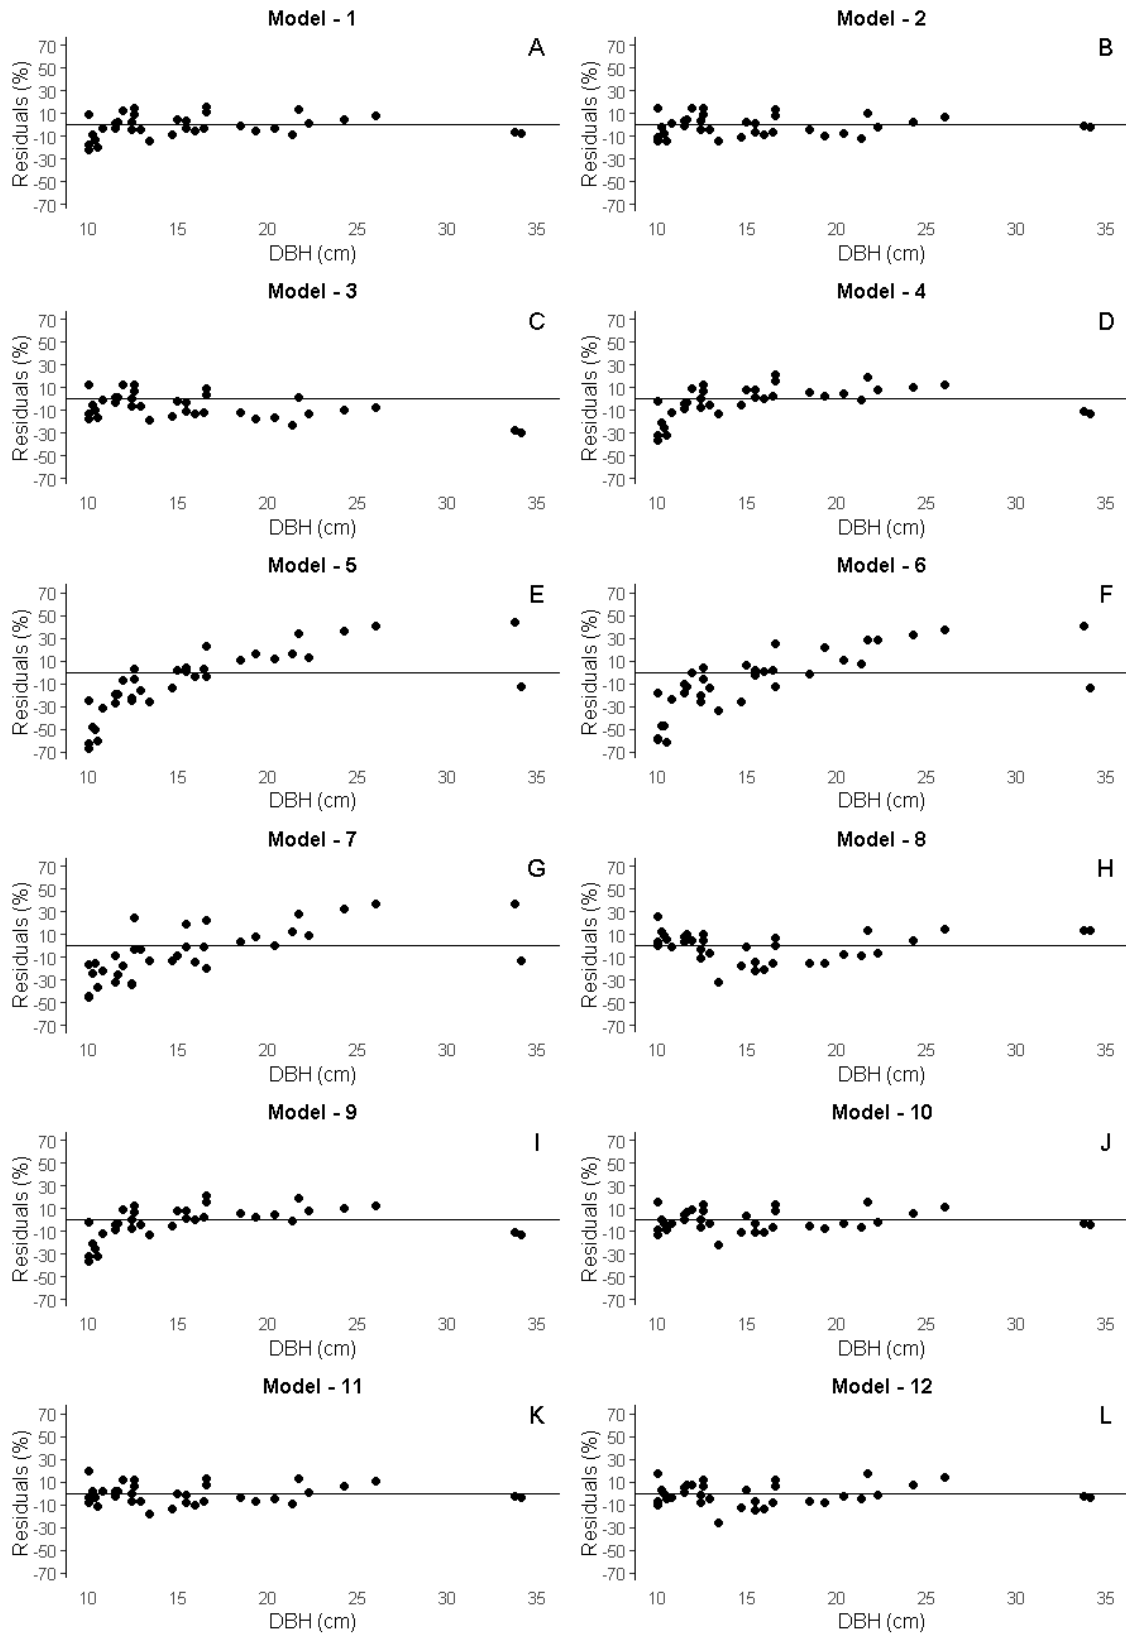 Model - 1
A
Residuals (%)
70
50
30
10
-10
-30
-50
-70
10 15 20 25 30 35
DBH (cm)
Model - 2
B
Residuals (%)
70
50
30
10
-10
-30
-50
-70
10 15 20 25 30 35
DBH (cm)
Model - 3
C
Residuals (%)
70
50
30
10
-10
-30
-50
-70
10 15 20 25 30 35
DBH (cm)
Model - 4
D
Residuals (%)
70
50
30
10
-10
-30
-50
-70
10 15 20 25 30 35
DBH (cm)
Model - 5
E
Residuals (%)
70
50
30
10
-10
-30
-50
-70
10 15 20 25 30 35
DBH (cm)
Model - 6
F
Residuals (%)
70
50
30
10
-10
-30
-50
-70
10 15 20 25 30 35
DBH (cm)
Model - 7
G
Residuals (%)
70
50
30
10
-10
-30
-50
-70
10 15 20 25 30 35
DBH (cm)
Model - 8
H
Residuals (%)
70
50
30
10
-10
-30
-50
-70
10 15 20 25 30 35
DBH (cm)
Model - 9
I
Residuals (%)
70
50
30
10
-10
-30
-50
-70
10 15 20 25 30 35
DBH (cm)
Model - 10
J
Residuals (%)
70
50
30
10
-10
-30
-50
-70
10 15 20 25 30 35
DBH (cm)
Model - 11
K
Residuals (%)
70
50
30
10
-10
-30
-50
-70
10 15 20 25 30 35
DBH (cm)
Model - 12
L
Residuals (%)
70
50
30
10
-10
-30
-50
-70
10 15 20 25 30 35
DBH (cm)